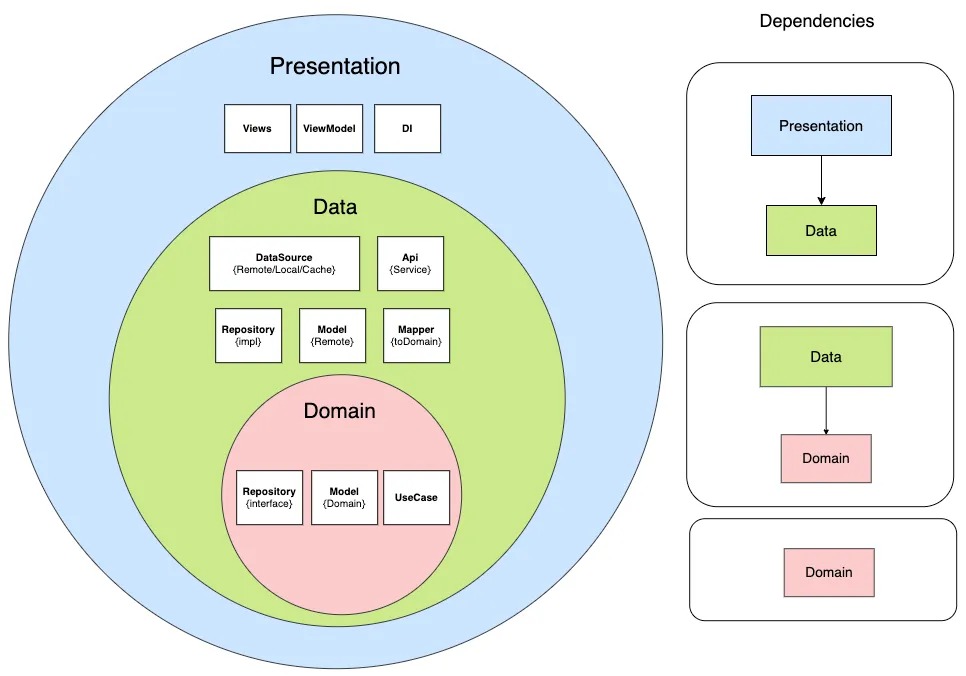 Dependencies
Presentation
Views
ViewModel
DI
Data
DataSource
{Remote/Local/Cache}
Api
{Service}
Repository
{impl}
Model
{Remote}
Mapper
{toDomain}
Domain
Repository
{interface}
Model
{Domain}
UseCase
Presentation
Data
Data
Domain
Domain